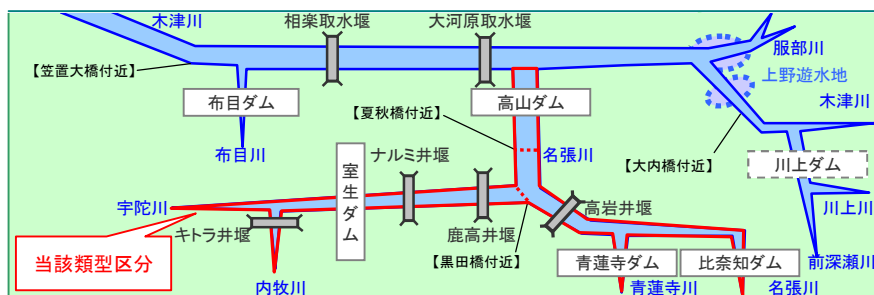 木津川
相楽取水堰
大河原取水堰
服部川
【笠置大橋付近】
上野遊水地
布目ダム
高山ダム
木津川
【夏秋橋付近】
布目川
ナルミ井堰
名張川
【大内橋付近】
川上ダム
室生ダム
宇陀川
高岩井堰
川上川
キトラ井堰
鹿高井堰
当該類型区分
【黒田橋付近】
青蓮寺ダム
比奈知ダム
前深瀬川
内牧川
青蓮寺川
名張川